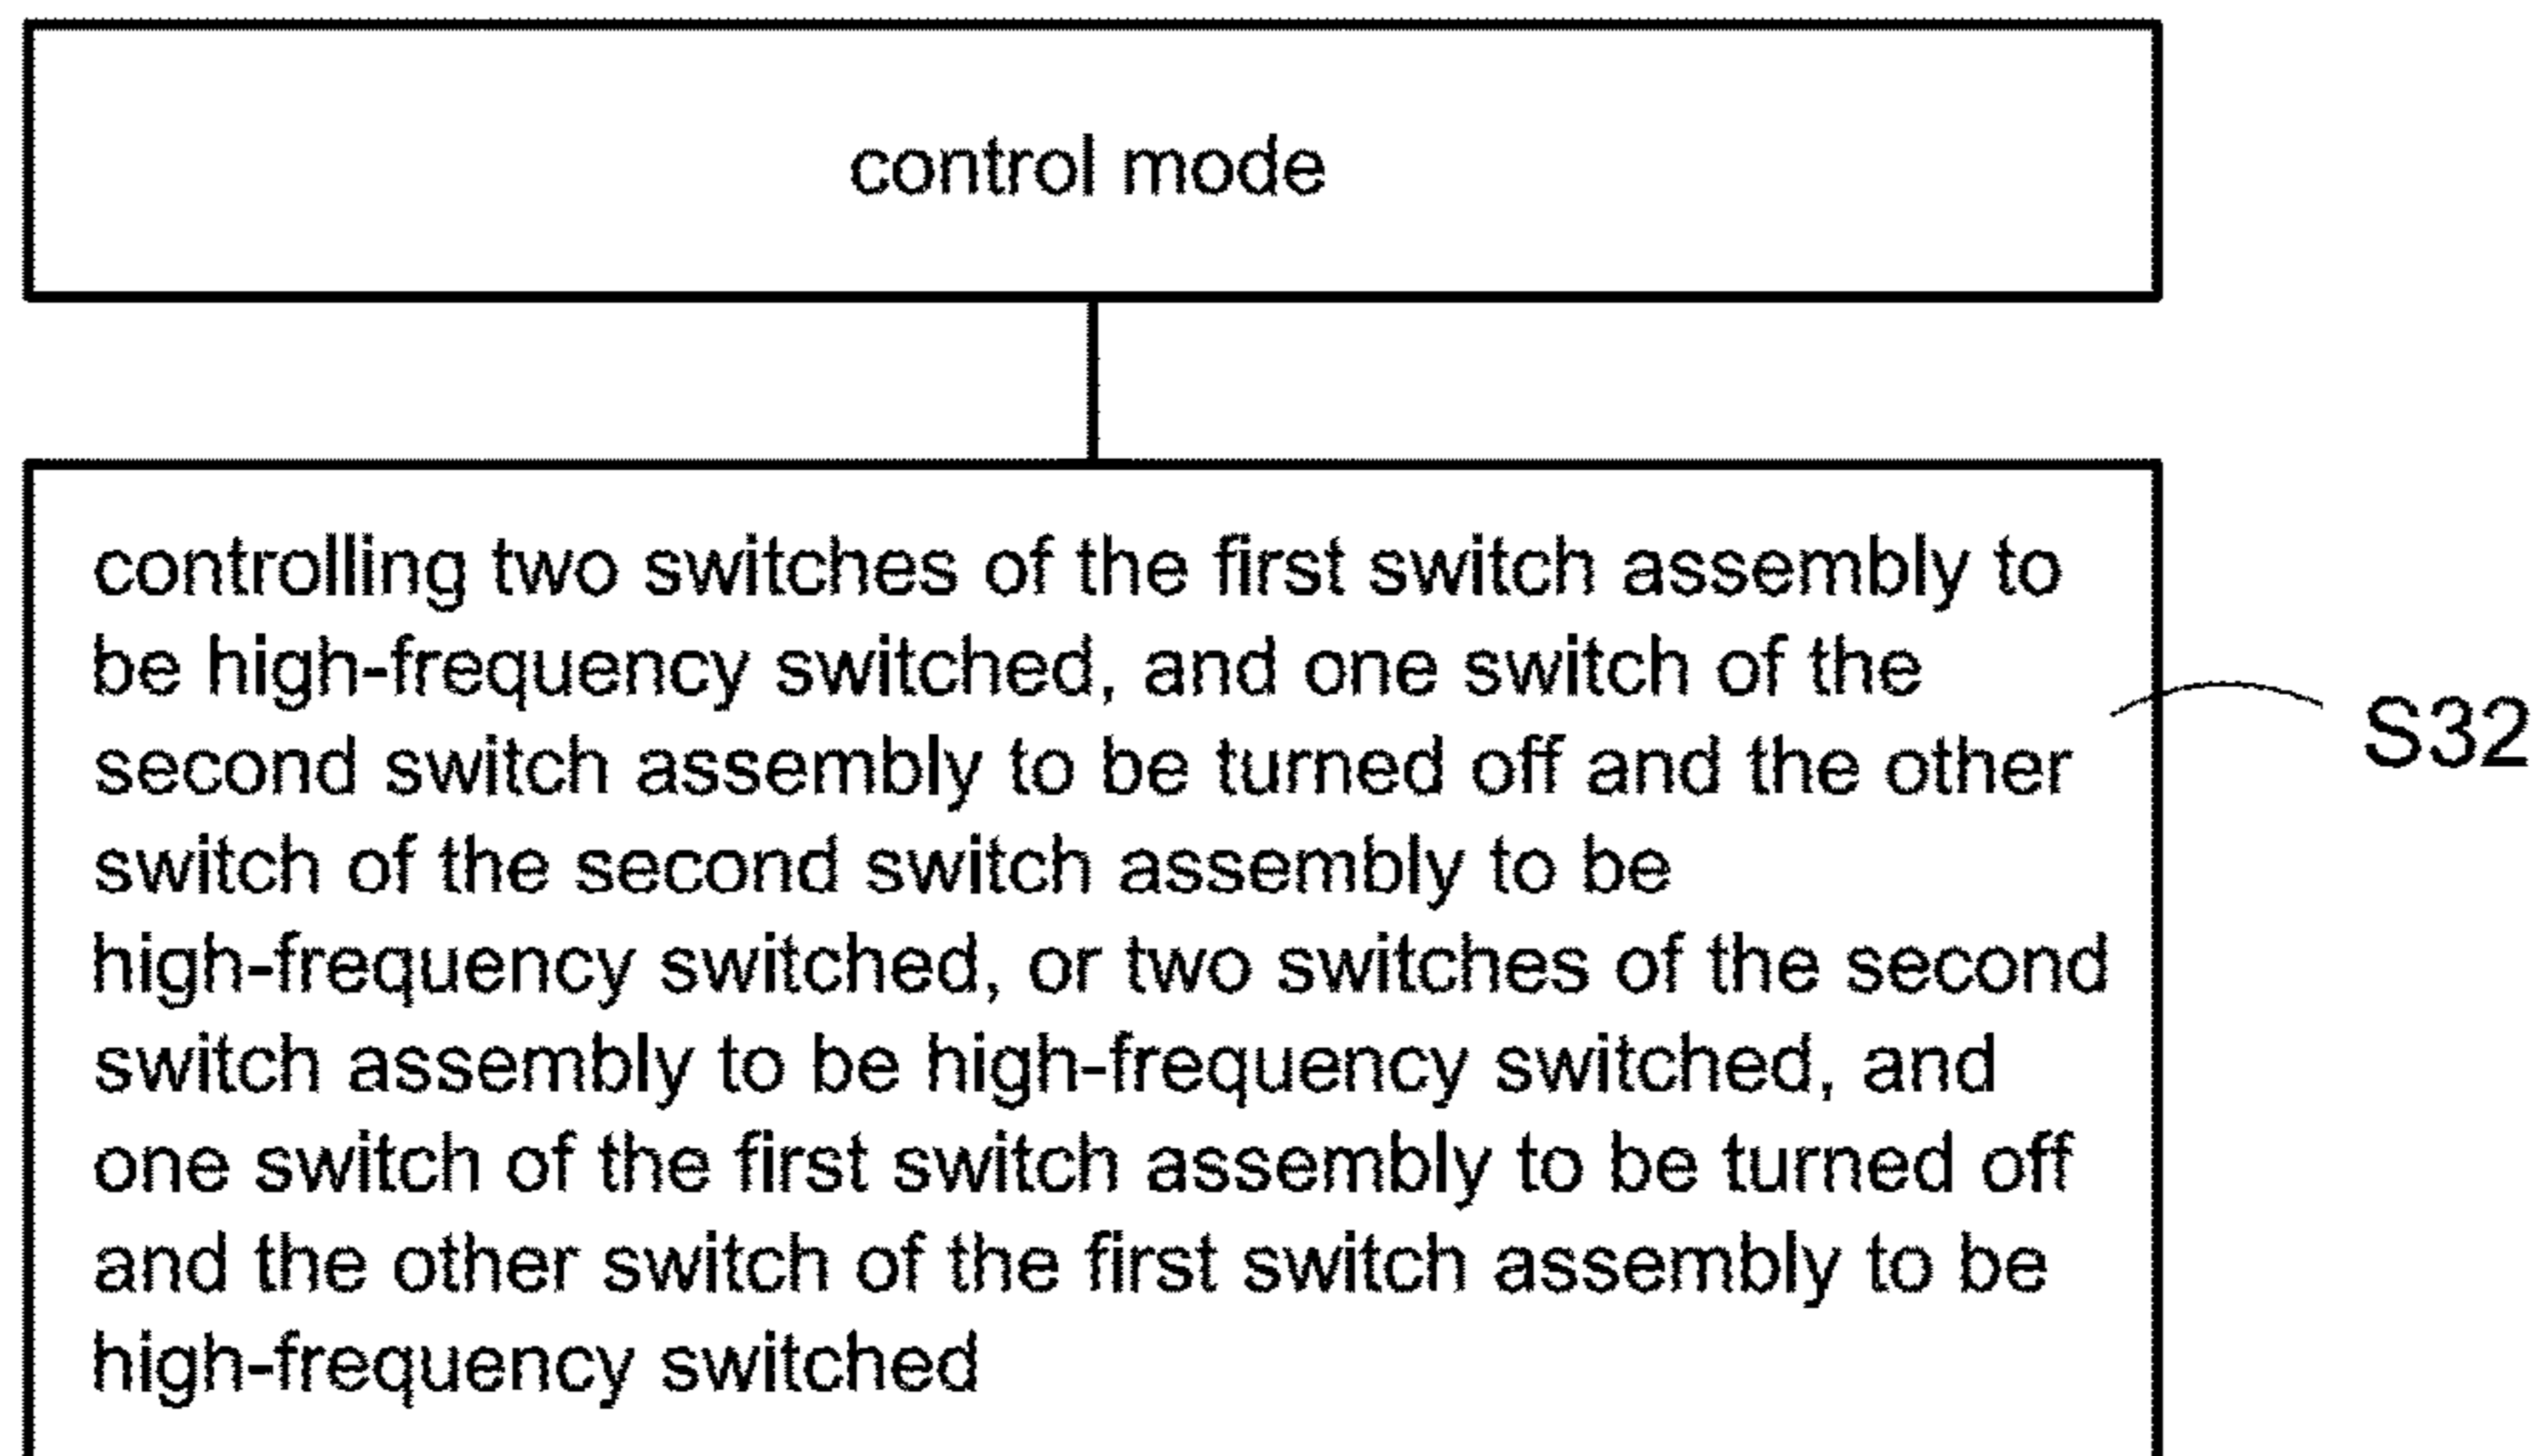 control mode
controlling two switches of the first switch assembly to
be high-frequency switched, and one switch of the
second switch assembly to be turned off and the other
switch of the second switch assembly to be
high-frequency switched, or two switches of the second
switch assembly to be high-frequency switched, and
one switch of the first switch assembly to be turned off
and the other switch of the first switch assembly to be
high-frequency switched
S32